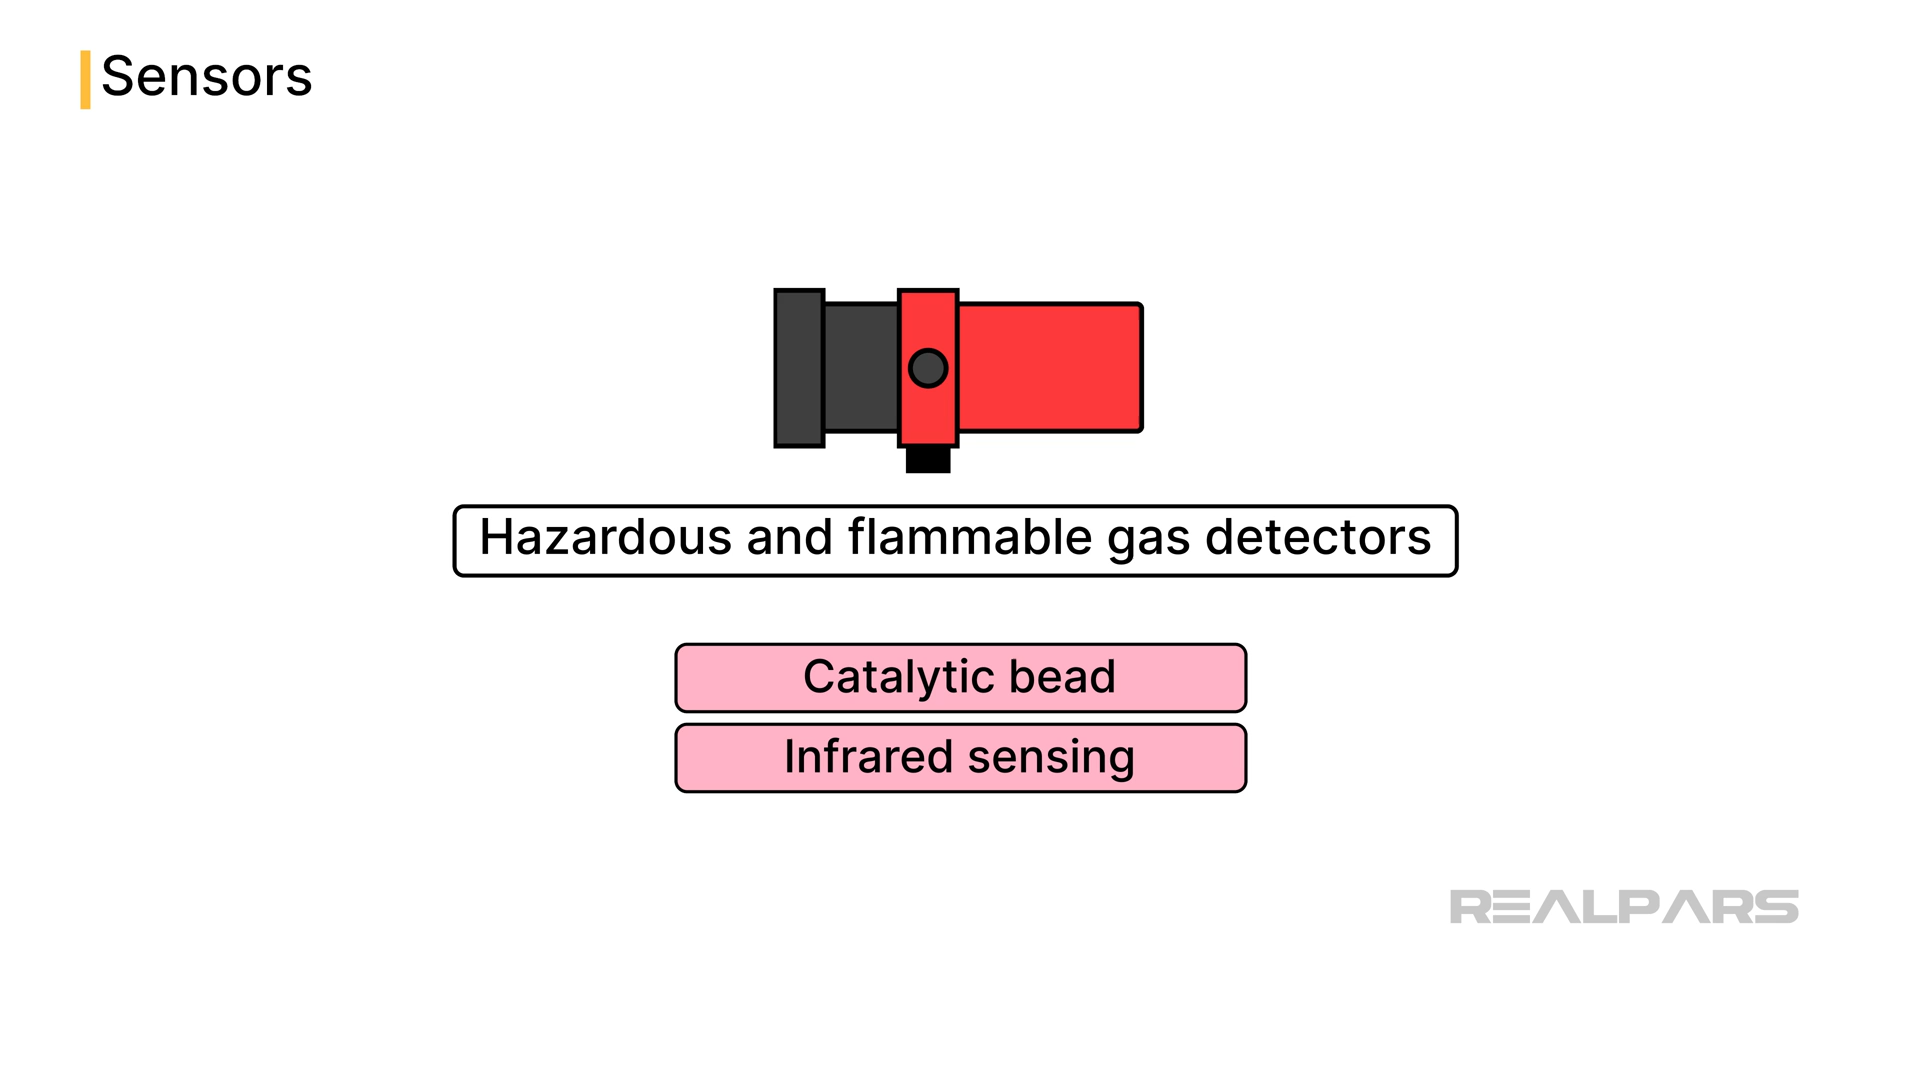 Sensors
Hazardous and flammable gas detectors
Catalytic bead
Infrared sensing
REALPARS